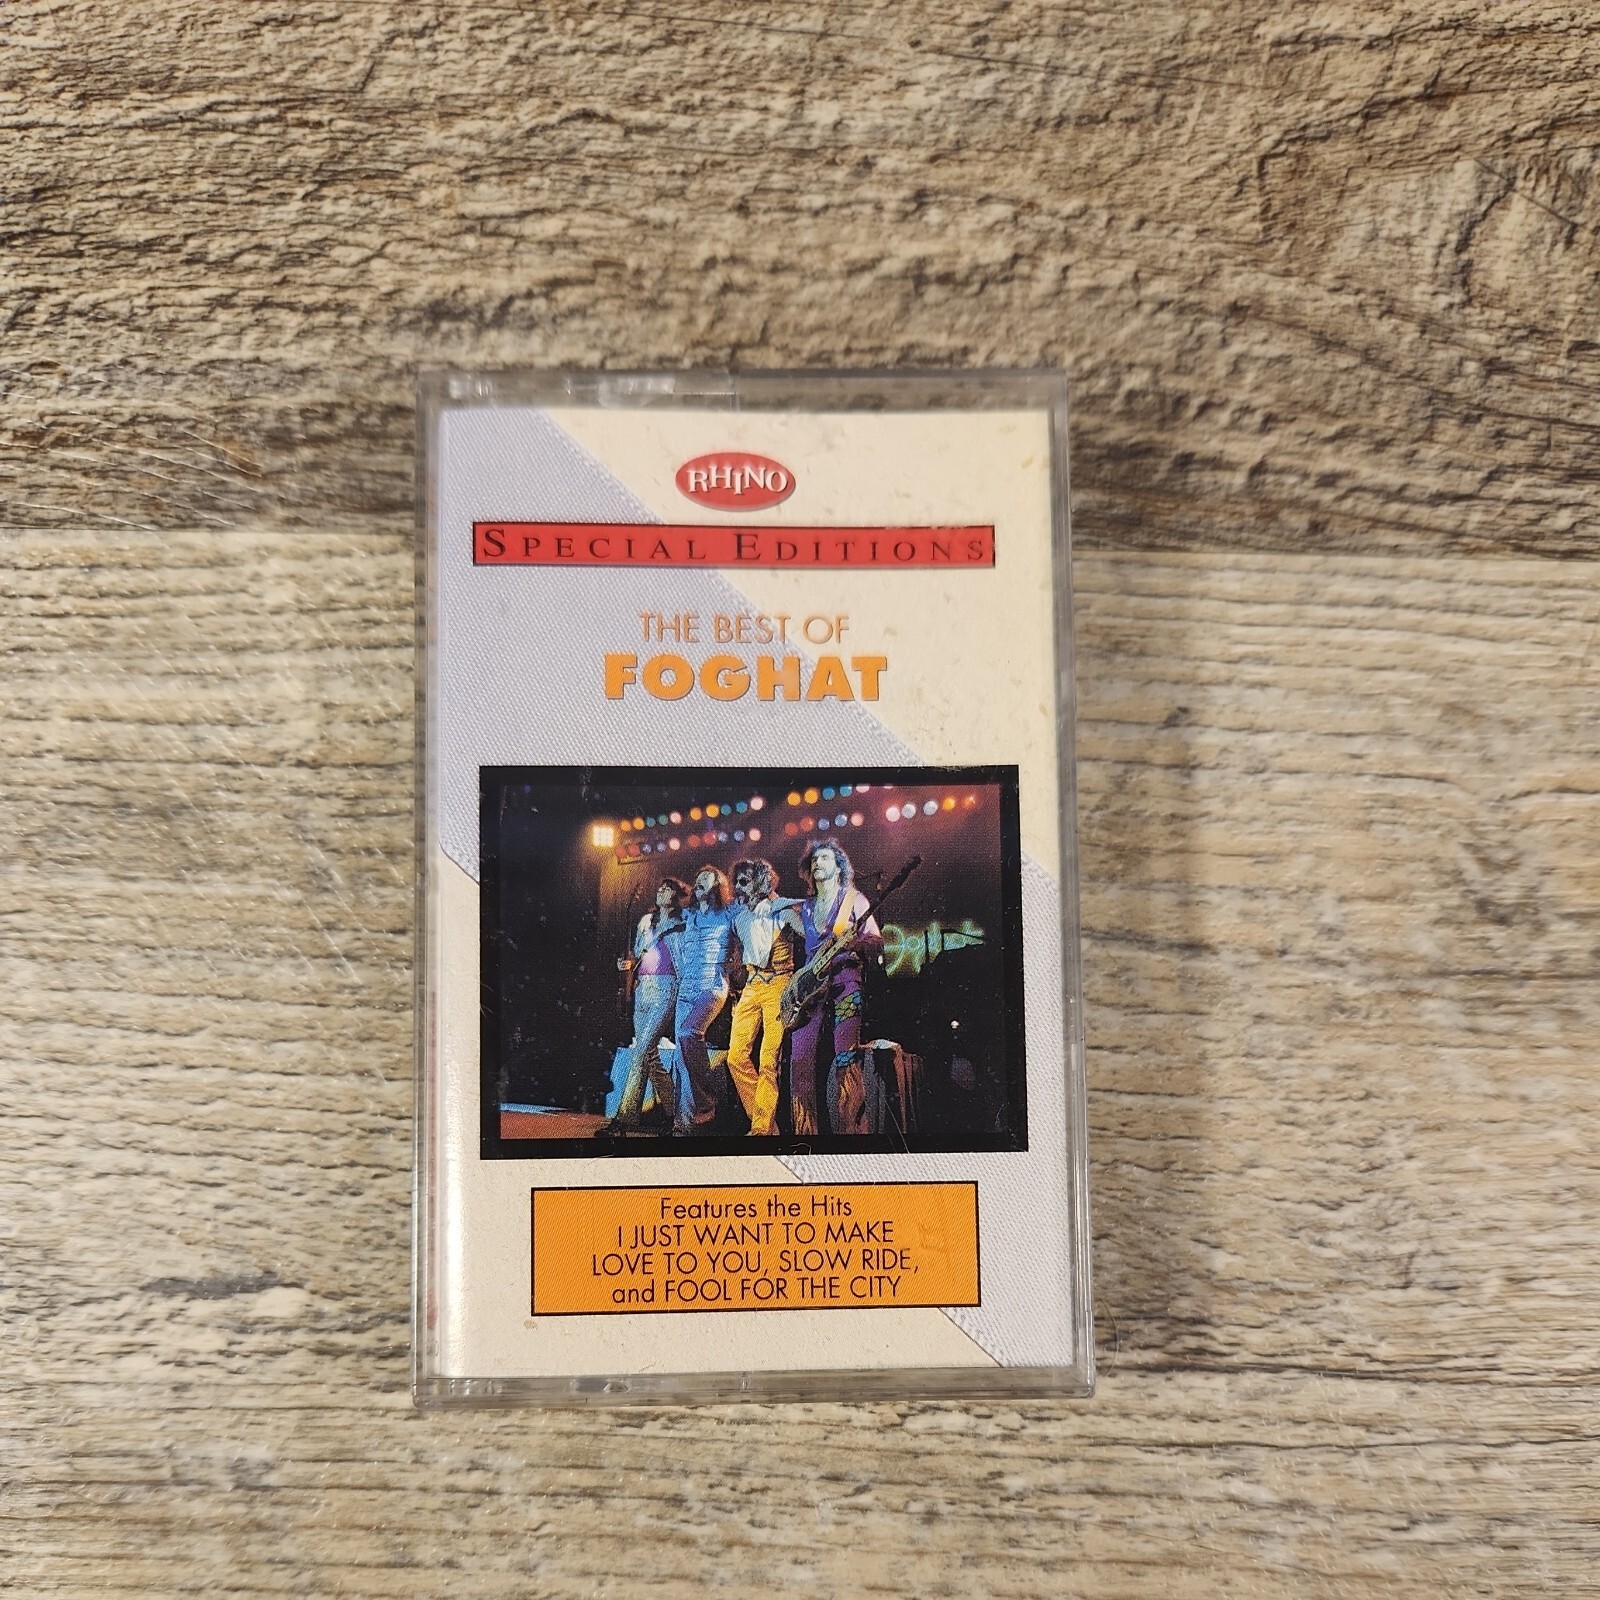 RHINO
SPECIAL EDITIONS
THE BEST OF
FOGHAT
Foghat
Features the Hits
I JUST WANT TO MAKE
LOVE TO YOU, SLOW RIDE,
and FOOL FOR THE CITY